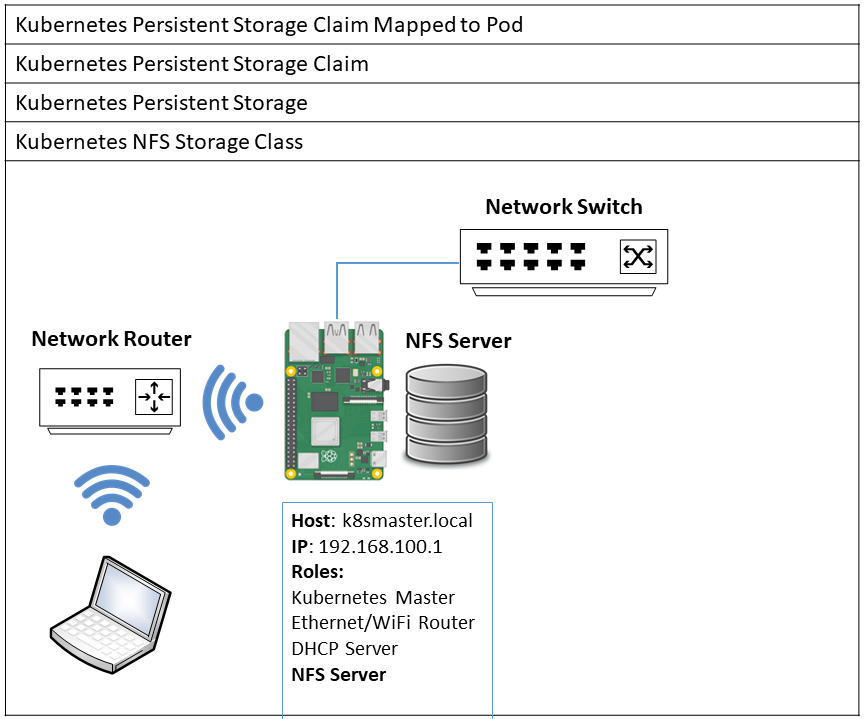 Kubernetes Persistent Storage Claim Mapped to Pod
Kubernetes Persistent Storage Claim
Kubernetes Persistent Storage
Kubernetes NFS Storage Class
Network Switch
Network Router
NFS Server
Host: k8smaster.local
IP: 192.168.100.1
Roles:
Kubernetes Master
Ethernet/WiFi Router
DHCP Server
NFS Server